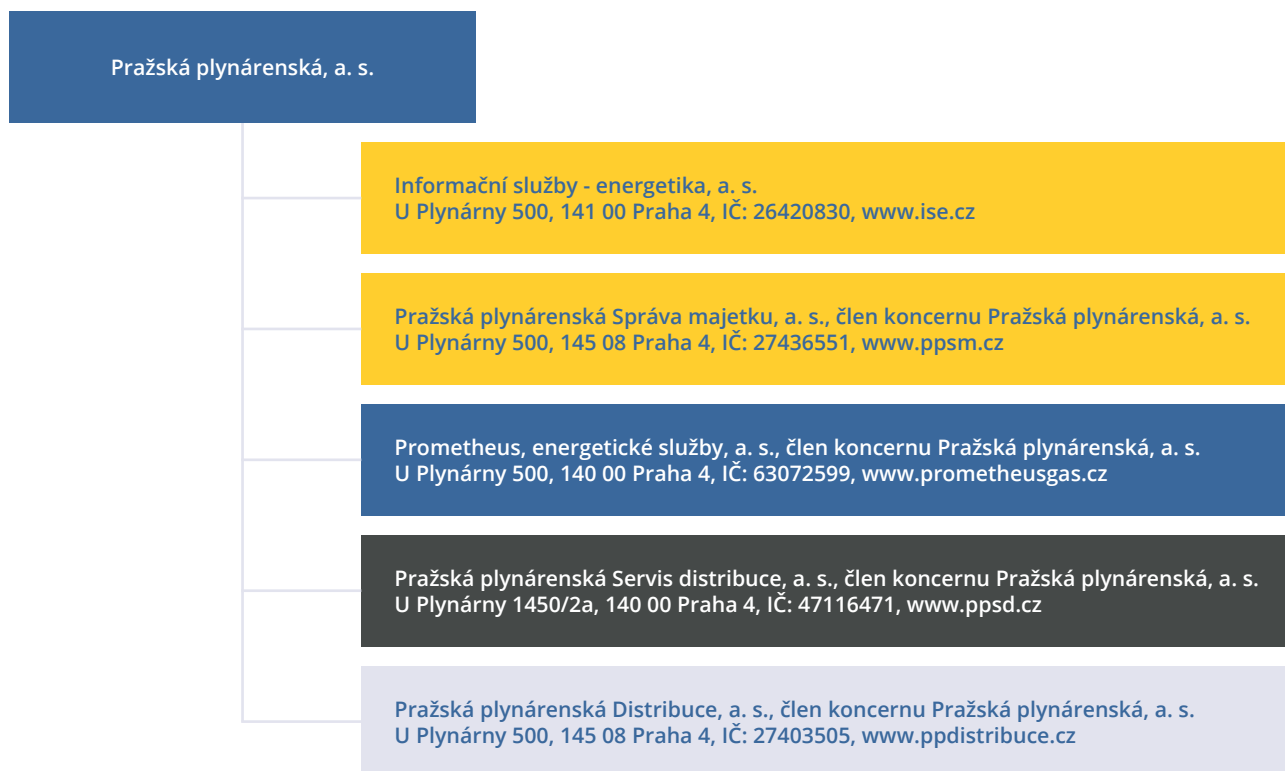 Pražská plynárenská, a. s.
Informační služby - energetika, a. s.
U Plynárny 500, 141 00 Praha 4, IČ: 26420830, www.ise.cz
Pražská plynárenská Správa majetku, a. s., člen koncernu Pražská plynárenská, a. s.
U Plynárny 500, 145 08 Praha 4, IČ: 27436551, www.ppsm.cz
Prometheus, energetické služby, a. s., člen koncernu Pražská plynárenská, a. s.
U Plynárny 500, 140 00 Praha 4, IČ: 63072599, www.prometheusgas.cz
Pražská plynárenská Servis distribuce, a. s., člen koncernu Pražská plynárenská, a. s.
U Plynárny 1450/2a, 140 00 Praha 4, IČ: 47116471, www.ppsd.cz
Pražská plynárenská Distribuce, a. s., člen koncernu Pražská plynárenská, a. s.
U Plynárny 500, 145 08 Praha 4, IČ: 27403505, www.ppdistribuce.cz